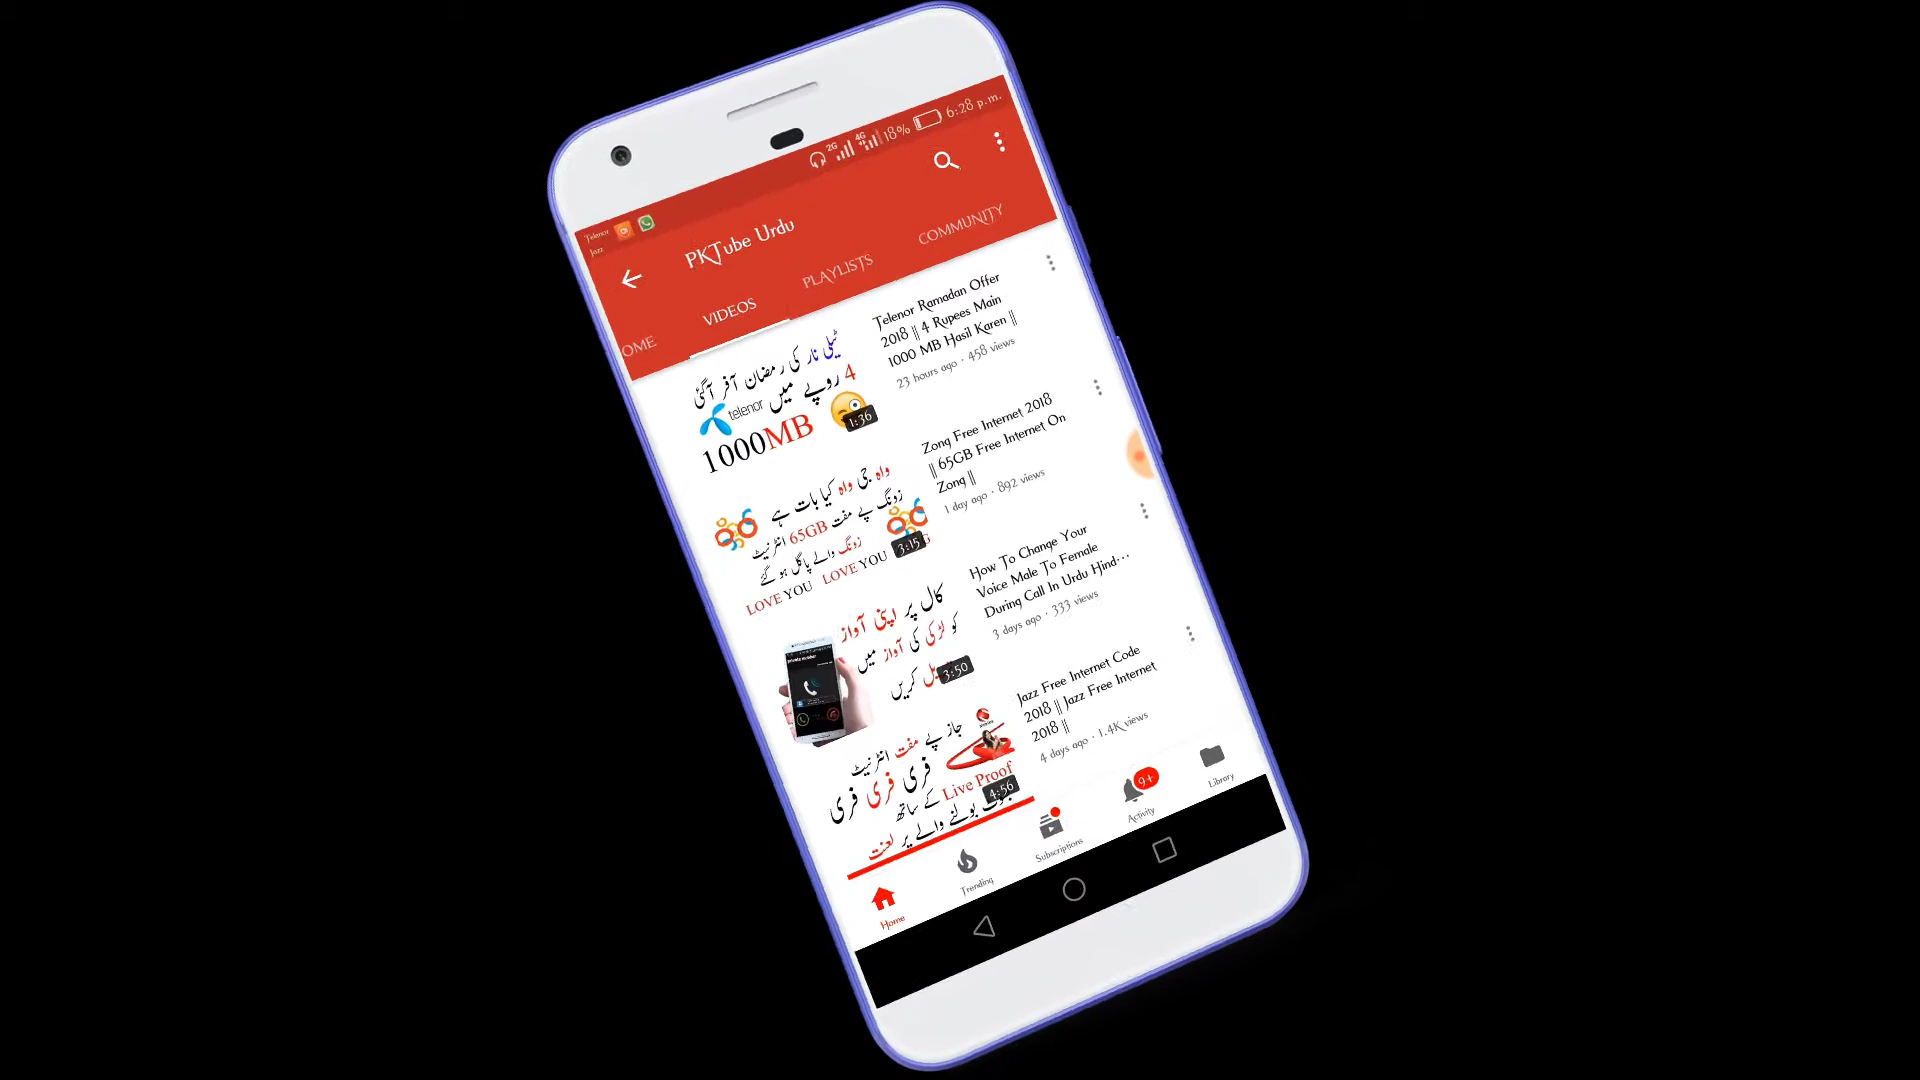 Telenor
Jazz
2G
4G
18%
6:28 p.m.
PKTube Urdu
OME
VIDEOS
PLAYLISTS
COMMUNITY
ٹیلی نار کی رمضان آفر آگئی
4 روپے میں
telenor
1000MB
1:36
Telenor Ramadan Offer
2018 || 4 Rupees Main
1000 MB Hasil Karen ||
23 hours ago · 458 views
واہ جی واہ کیا بات ہے
زونگ پے مفت 65GB انٹرنیٹ
زونگ والے پاگل ہو گئے
LOVE YOU LOVE YOU
3:15
Zong Free Internet 2018
|| 65GB Free Internet On
Zong ||
1 day ago · 892 views
کال پر اپنی آواز
کو لڑکی کی آواز میں
کریں
3:50
How To Change Your
Voice Male To Female
During Call In Urdu Hind...
3 days ago · 333 views
جاز پے مفت انٹرنیٹ
فری فری فری
Live Proof
کے ساتھ
بولنے والے پر لعنت
4:56
Jazz Free Internet Code
2018 || Jazz Free Internet
2018 ||
4 days ago · 1.4K views
Home
Trending
Subscriptions
9+
Activity
Library